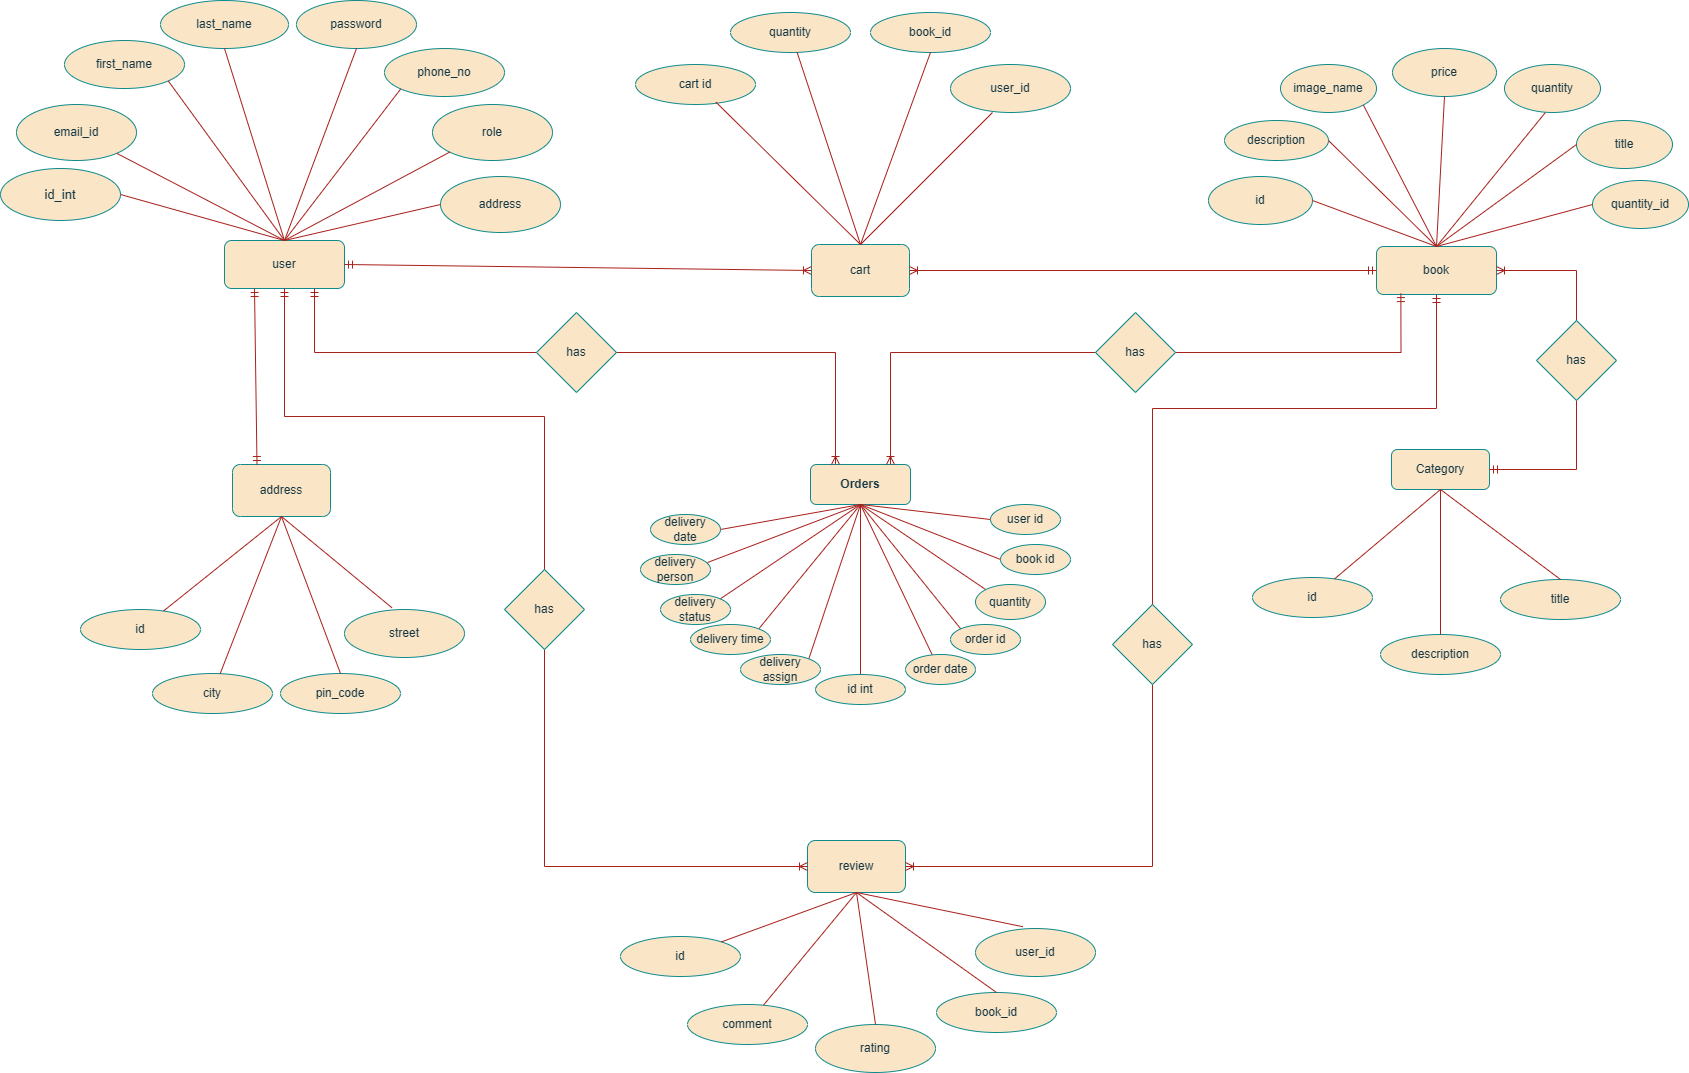 last_name
password
first_name
phone_no
email_id
role
id_int
address
user
quantity
book_id
cart id
user_id
cart
image_name
price
quantity
description
title
id
quantity_id
book
has
has
has
address
id
street
city
pin_code
Orders
delivery
date
user id
delivery
person
book id
delivery
status
quantity
delivery time
order id
delivery
assign
order date
id int
Category
id
title
description
has
has
review
id
user_id
comment
book_id
rating